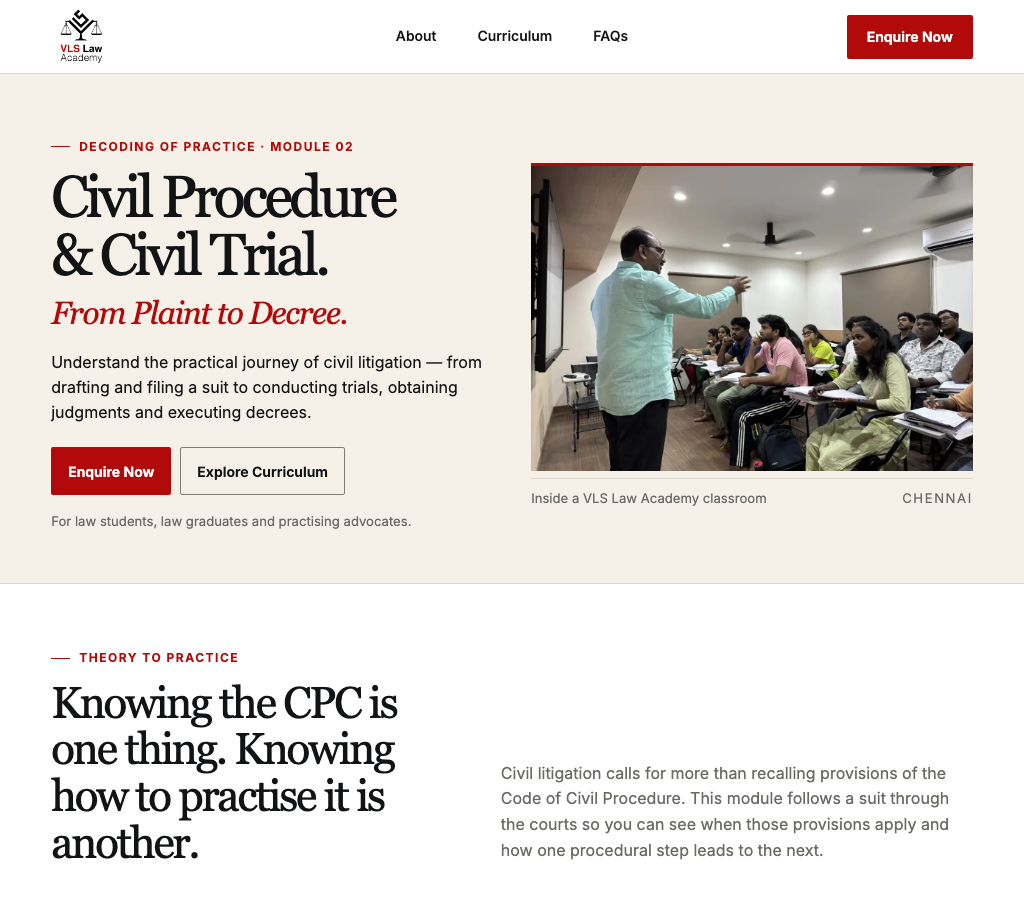 VLS Law
Academy
About
Curriculum
FAQs
Enquire Now
DECODING OF PRACTICE · MODULE 02
Civil Procedure
& Civil Trial.
From Plaint to Decree.
Understand the practical journey of civil litigation — from
drafting and filing a suit to conducting trials, obtaining
judgments and executing decrees.
Enquire Now
Explore Curriculum
For law students, law graduates and practising advocates.
Inside a VLS Law Academy classroom
CHENNAI
THEORY TO PRACTICE
Knowing the CPC is
one thing. Knowing
how to practise it is
another.
Civil litigation calls for more than recalling provisions of the
Code of Civil Procedure. This module follows a suit through
the courts so you can see when those provisions apply and
how one procedural step leads to the next.